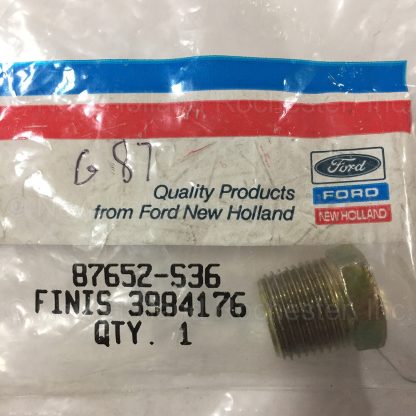 G 87
Ford
FORD
NEW HOLLAND
Quality Products
from Ford New Holland
87652-S36
FINIS 3984176
QTY. 1